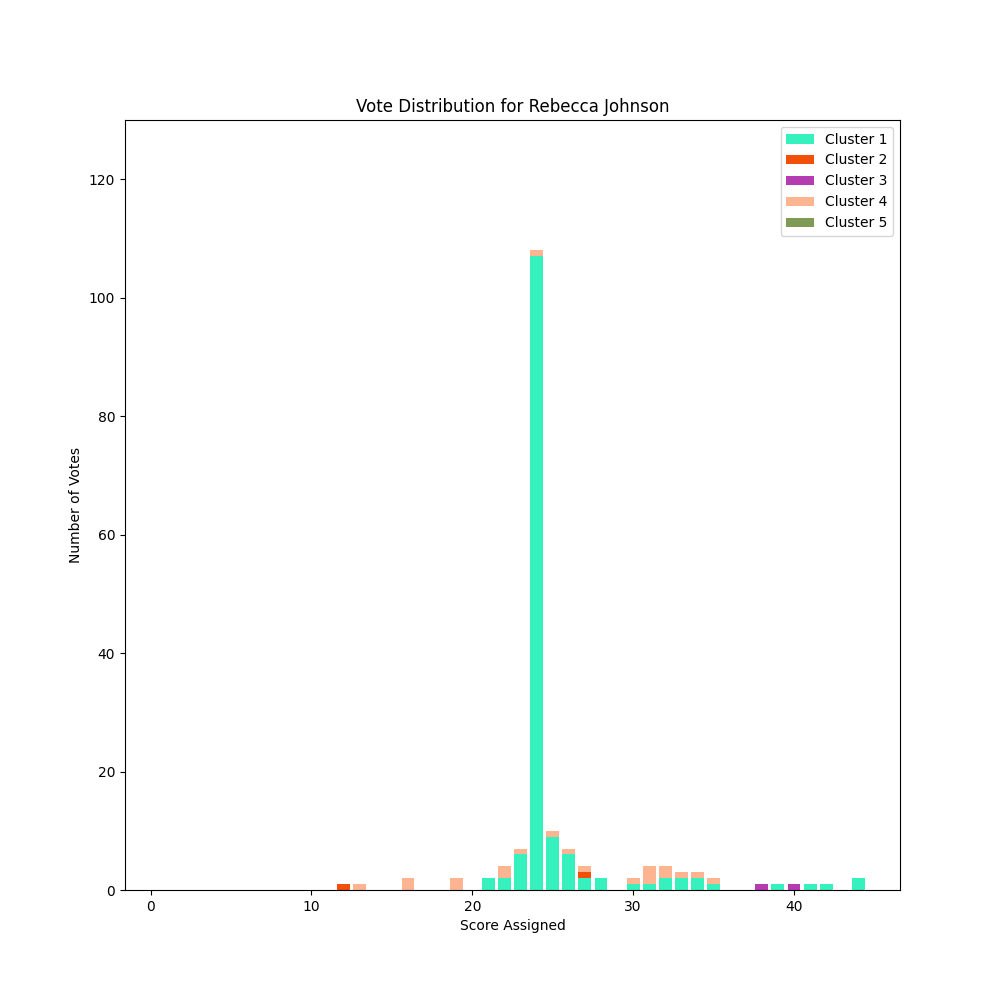 Vote Distribution for Rebecca Johnson
Cluster 1
Cluster 2
Cluster 3
Cluster 4
Cluster 5
120
100
80
60
40
20
0
Number of Votes
0 10 20 30 40
Score Assigned